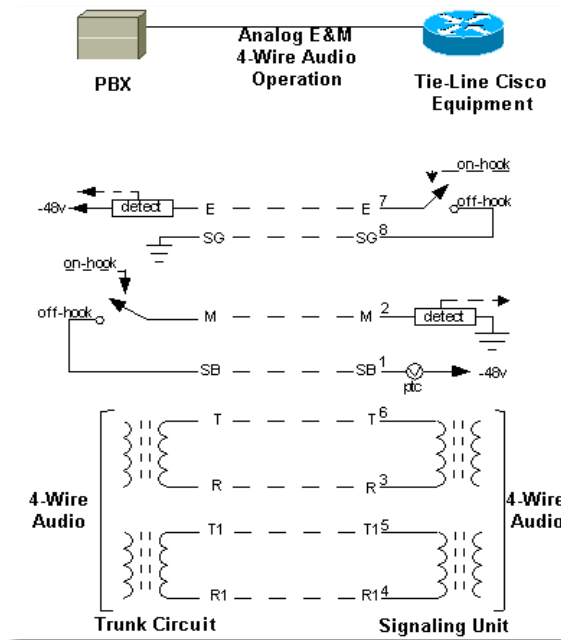 Analog E&M
4-Wire Audio
Operation
PBX
Tie-Line Cisco
Equipment
on-hook
-48v detect E E 7 off-hook
SG SG 8
on-hook
off-hook M M 2 detect
SB SB 1 -48v
ptc
T T 6
4-Wire
Audio
R R 3
4-Wire
Audio
T1 T1 5
R1 R1 4
Trunk Circuit Signaling Unit